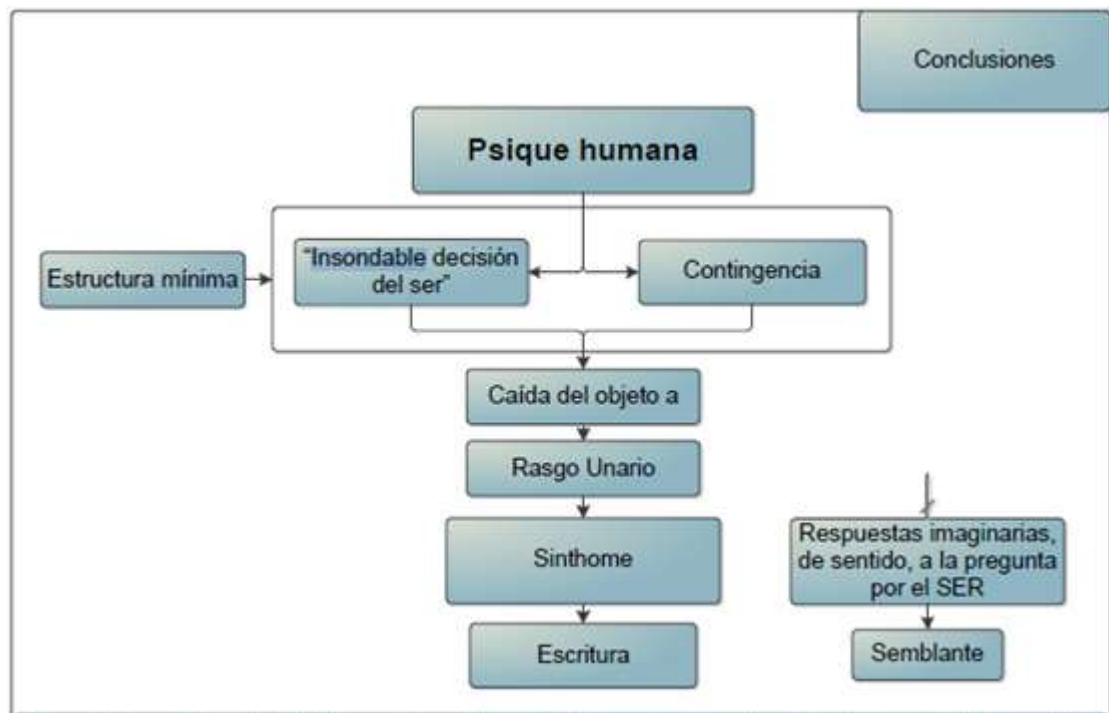 Conclusiones
Psique humana
Estructura mínima
“Insondable decisión
del ser”
Contingencia
Caída del objeto a
Rasgo Unario
Sinthome
Escritura
Respuestas imaginarias,
de sentido, a la pregunta
por el SER
Semblante